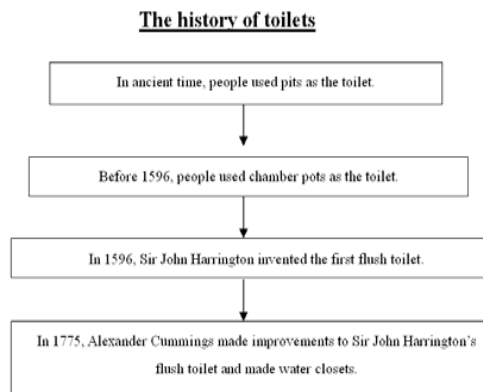 The history of toilets
In ancient time, people used pits as the toilet.
Before 1596, people used chamber pots as the toilet.
In 1596, Sir John Harrington invented the first flush toilet.
In 1775, Alexander Cummings made improvements to Sir John Harrington's
flush toilet and made water closets.